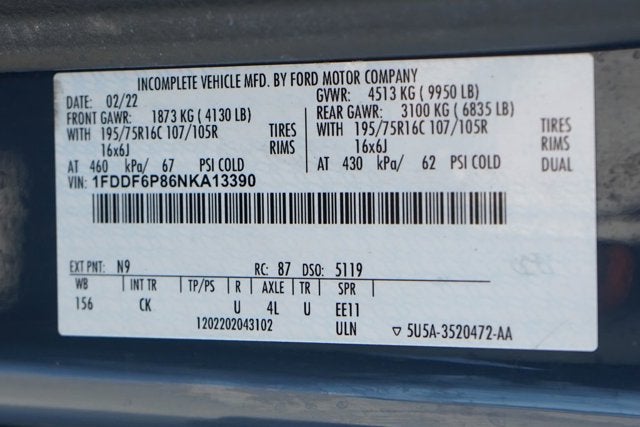 INCOMPLETE VEHICLE MFD. BY FORD MOTOR COMPANY
DATE: 02/22 GVWR: 4513 KG ( 9950 LB)
FRONT GAWR: 1873 KG ( 4130 LB) REAR GAWR: 3100 KG ( 6835 LB)
WITH 195/75R16C 107/105R TIRES WITH 195/75R16C 107/105R TIRES
16x6J RIMS 16x6J RIMS
AT 460 kPa/ 67 PSI COLD AT 430 kPa/ 62 PSI COLD DUAL
VIN: 1FDDF6P86NKA13390
EXT PNT: N9 RC: 87 DSO: 5119
WB INT TR TP/PS R AXLE TR SPR
156 CK U 4L U EE11
1202202043102 ULN ▽ 5U5A-3520472-AA